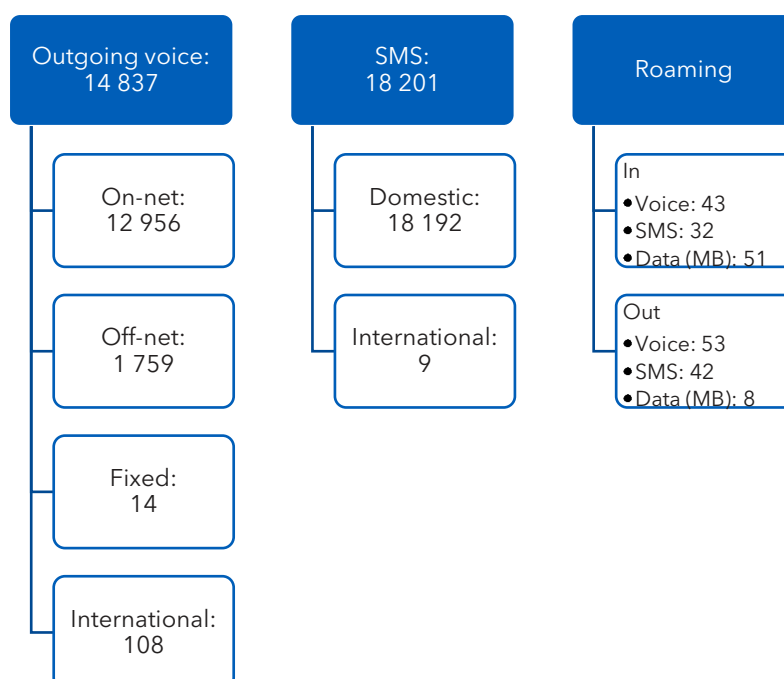 Outgoing voice:
14 837
On-net:
12 956
Off-net:
1 759
Fixed:
14
International:
108
SMS:
18 201
Domestic:
18 192
International:
9
Roaming
In
•Voice: 43
•SMS: 32
•Data (MB): 51
Out
•Voice: 53
•SMS: 42
•Data (MB): 8